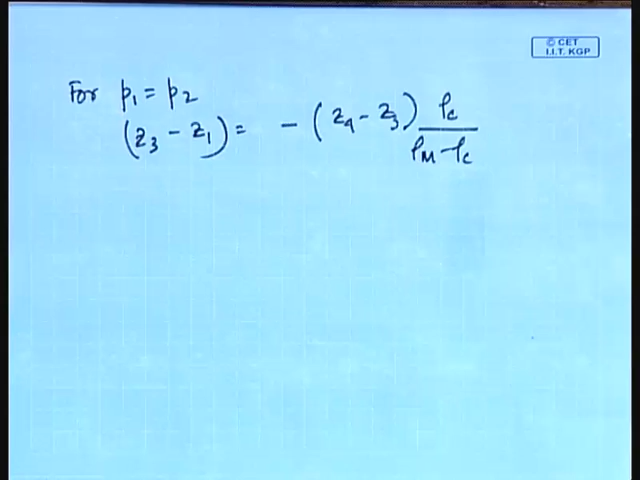 © CET
I.I.T. KGP
For p₁ = p₂
(z₃ − z₁) = − (z₄ − z₃) ρc / ρM − ρc